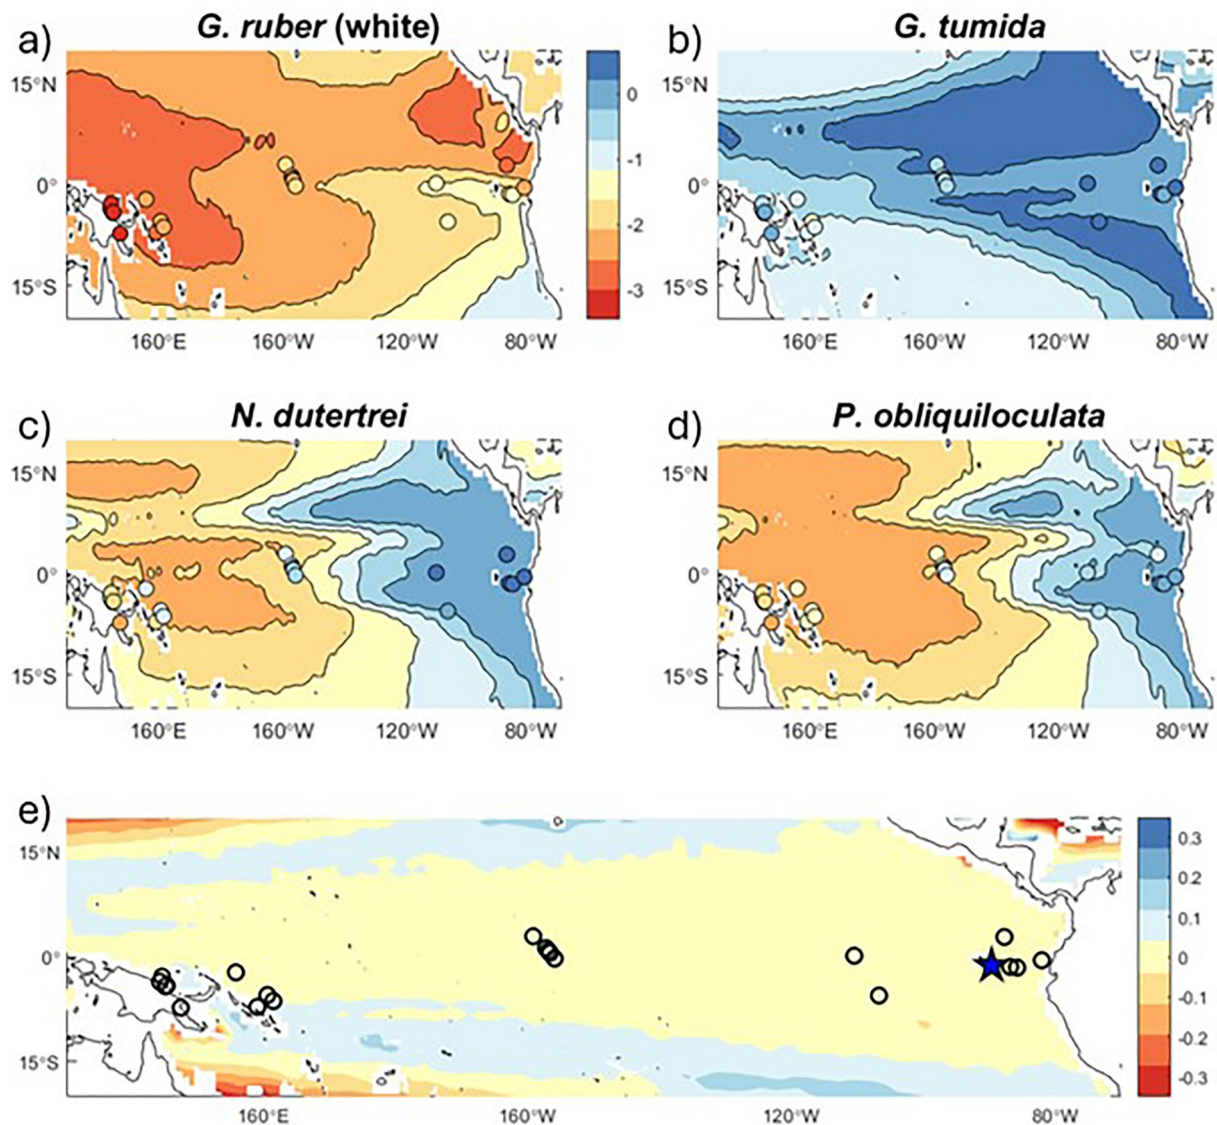 a)
G. ruber (white)
15°N
0°
15°S
160°E
160°W
120°W
80°W
0
-1
-2
-3
b)
G. tumida
15°N
0°
15°S
160°E
160°W
120°W
80°W
c)
N. dutertrei
15°N
0°
15°S
160°E
160°W
120°W
80°W
d)
P. obliquiloculata
15°N
0°
15°S
160°E
160°W
120°W
80°W
e)
15°N
0°
15°S
160°E
160°W
120°W
80°W
0.3
0.2
0.1
0
-0.1
-0.2
-0.3